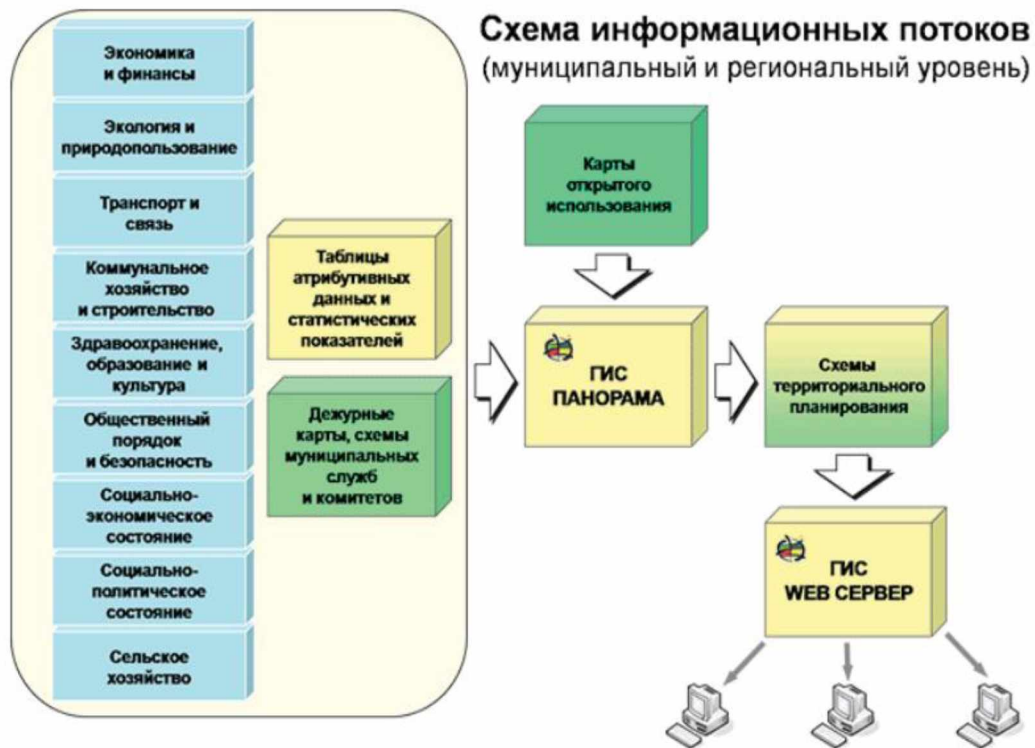 Схема информационных потоков
(муниципальный и региональный уровень)
Экономика
и финансы
Экология и
природопользование
Транспорт и
связь
Коммунальное
хозяйство
и строительство
Здравоохранение,
образование и
культура
Общественный
порядок
и безопасность
Социально-
экономическое
состояние
Социально-
политическое
состояние
Сельское
хозяйство
Таблицы
атрибутивных
данных и
статистических
показателей
Дежурные
карты, схемы
муниципальных
служб
и комитетов
Карты
открытого
использования
ГИС
ПАНОРАМА
Схемы
территориального
планирования
ГИС
WEB СЕРВЕР